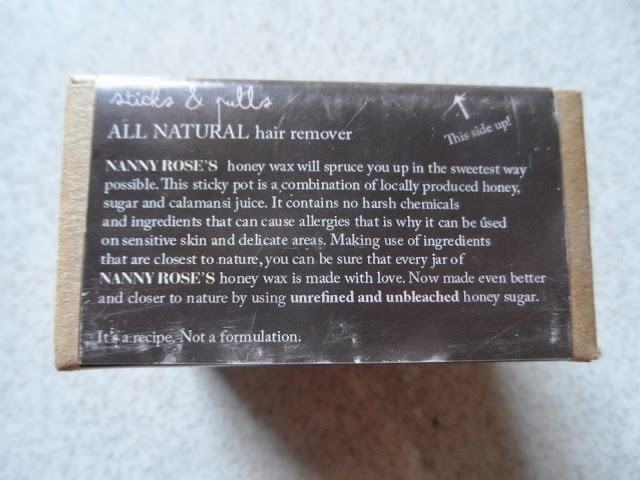 sticks & pulls
This side up!
ALL NATURAL hair remover
NANNY ROSE'S honey wax will spruce you up in the sweetest way
possible. This sticky pot is a combination of locally produced honey,
sugar and calamansi juice. It contains no harsh chemicals
and ingredients that can cause allergies that is why it can be used
on sensitive skin and delicate areas. Making use of ingredients
that are closest to nature, you can be sure that every jar of
NANNY ROSE'S honey wax is made with love. Now made even better
and closer to nature by using unrefined and unbleached honey sugar.
It's a recipe. Not a formulation.